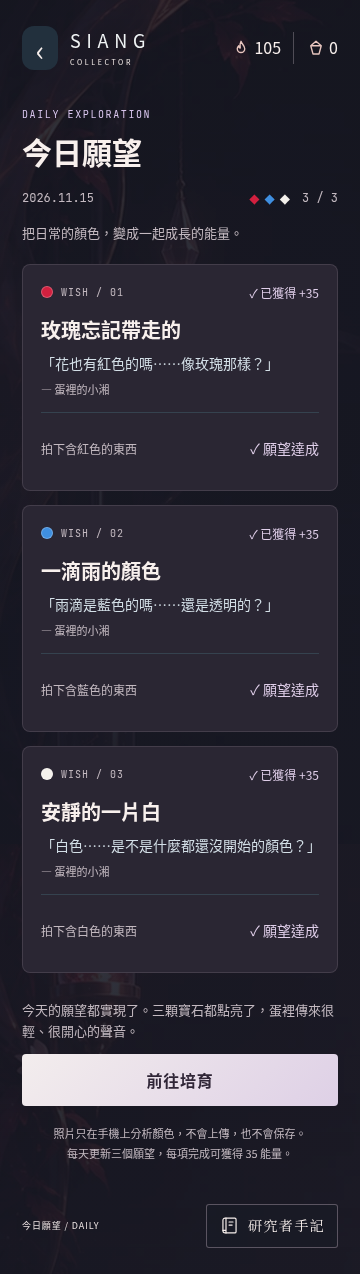 ‹ SIANG 105 0
COLLECTOR
DAILY EXPLORATION
今日願望
2026.11.15 ◆ ◆ ◆ 3 / 3
把日常的顏色，變成一起成長的能量。
WISH / 01 ✓已獲得 +35
玫瑰忘記帶走的
「花也有紅色的嗎……像玫瑰那樣？」
— 蛋裡的小湘
拍下含紅色的東西 ✓願望達成
WISH / 02 ✓已獲得 +35
一滴雨的顏色
「雨滴是藍色的嗎……還是透明的？」
— 蛋裡的小湘
拍下含藍色的東西 ✓願望達成
WISH / 03 ✓已獲得 +35
安靜的一片白
「白色……是不是什麼都還沒開始的顏色？」
— 蛋裡的小湘
拍下含白色的東西 ✓願望達成
今天的願望都實現了。三顆寶石都點亮了，蛋裡傳來很
輕、很開心的聲音。
前往培育
照片只在手機上分析顏色，不會上傳，也不會保存。
每天更新三個願望，每項完成可獲得 35 能量。
今日願望 / DAILY 研究者手記